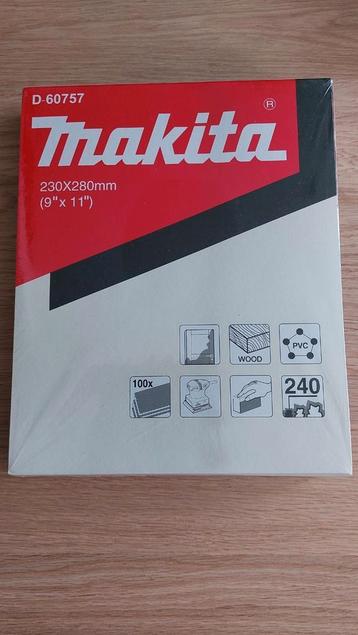 D-60757
makita®
230X280mm
(9"x 11")
WOOD
PVC
100x
240